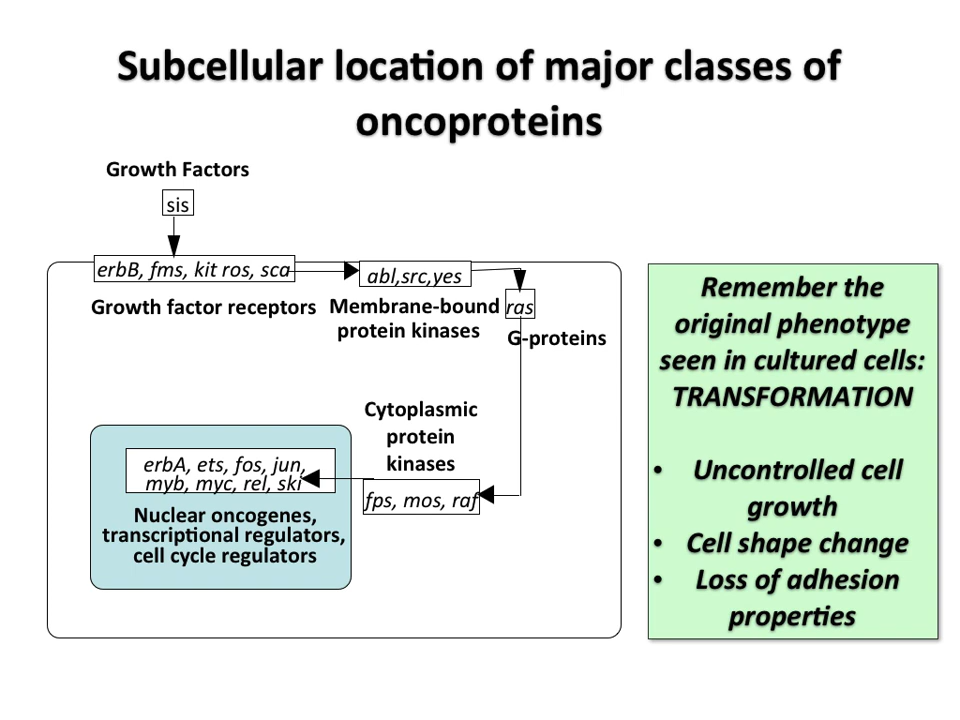 Subcellular location of major classes of
oncoproteins
Growth Factors
sis
erbB, fms, kit ros, sca
Growth factor receptors
abl,src,yes
Membrane-bound
protein kinases
ras
G-proteins
Cytoplasmic
protein
kinases
fps, mos, raf
erbA, ets, fos, jun,
myb, myc, rel, ski
Nuclear oncogenes,
transcriptional regulators,
cell cycle regulators
Remember the
original phenotype
seen in cultured cells:
TRANSFORMATION
• Uncontrolled cell
growth
• Cell shape change
• Loss of adhesion
properties